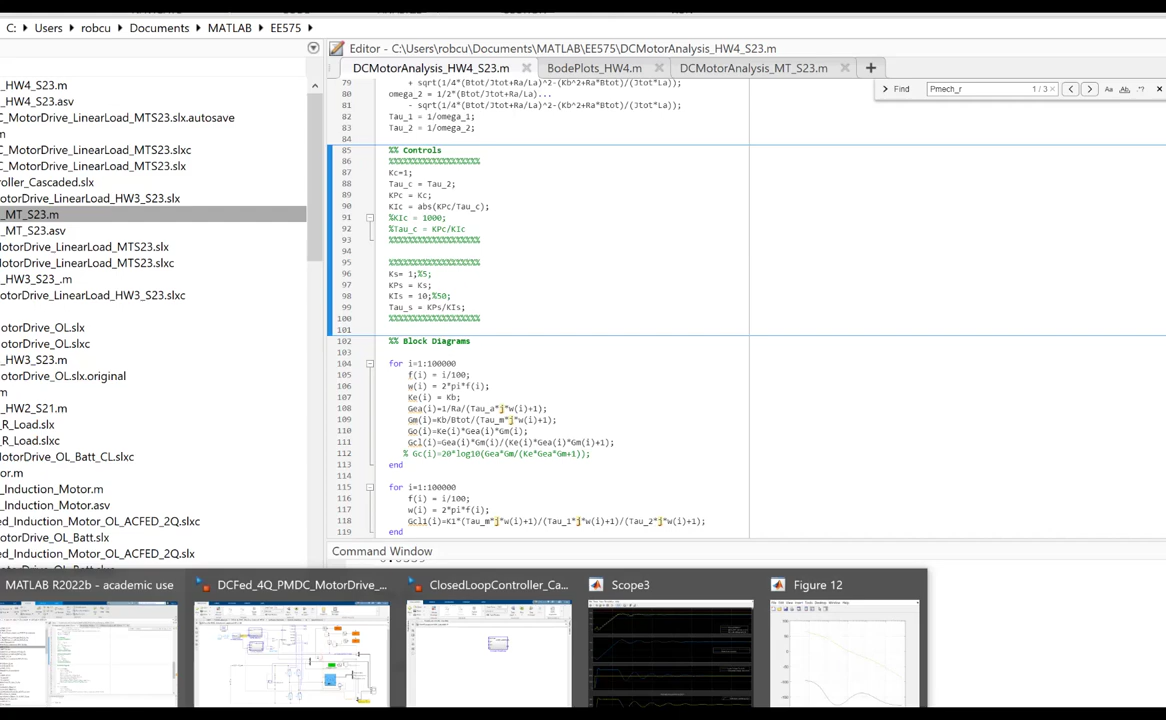 C: Users robcu Documents MATLAB EE575
Editor - C:\Users\robcu\Documents\MATLAB\EE575\DCMotorAnalysis_HW4_S23.m
DCMotorAnalysis_HW4_S23.m BodePlots_HW4.m DCMotorAnalysis_MT_S23.m
Find Pmech_r 1 / 3
_HW4_S23.m
_HW4_S23.asv
C_MotorDrive_LinearLoad_MTS23.slx.autosave
m
C_MotorDrive_LinearLoad_HW4_S23.slxc
C_MotorDrive_LinearLoad_HW4_S23.slx
roller_Cascaded.slx
otorDrive_LinearLoad_HW3_S23.slx
_MT_S23.m
_MT_S23.asv
otorDrive_LinearLoad_MTS23.slx
otorDrive_LinearLoad_MTS23.slxc
_HW3_S23_.m
otorDrive_LinearLoad_HW3_S23.slxc
otorDrive_OL.slx
otorDrive_OL.slxc
_HW3_S23.m
otorDrive_OL.slx.original
m
_HW2_S21.m
_R_Load.slx
_R_Load.slxc
C_MotorDrive_OL_Batt_CL.slxc
or.m
_Induction_Motor.m
_Induction_Motor.asv
ed_Induction_Motor_OL_ACFED_2Q.slxc
otorDrive_OL_Batt.slx
ed_Induction_Motor_OL_ACFED_2Q.slx
otorDrive_OL_Batt.slxc
79 + sqrt(1/4*(Btot/Jtot+Ra/La)^2-(Kb^2+Ra*Btot)/(Jtot*La));
80 omega_2 = 1/2*(Btot/Jtot+Ra/La)...
81 - sqrt(1/4*(Btot/Jtot+Ra/La)^2-(Kb^2+Ra*Btot)/(Jtot*La));
82 Tau_1 = 1/omega_1;
83 Tau_2 = 1/omega_2;
84
85 %% Controls
86 %%%%%%%%%%%%%%%%%%%
87 Kc=1;
88 Tau_c = Tau_2;
89 KPc = Kc;
90 KIc = abs(KPc/Tau_c);
91 %KIc = 1000;
92 %Tau_c = KPc/KIc
93 %%%%%%%%%%%%%%%%%%%
94
95 %%%%%%%%%%%%%%%%%%%
96 Ks= 1;%5;
97 KPs = Ks;
98 KIs = 10;%50;
99 Tau_s = KPs/KIs;
100 %%%%%%%%%%%%%%%%%%%
101
102 %% Block Diagrams
103
104 for i=1:100000
105 f(i) = i/100;
106 w(i) = 2*pi*f(i);
107 Ke(i) = Kb;
108 Gea(i)=1/Ra/(Tau_a*j*w(i)+1);
109 Gm(i)=Kb/Btot/(Tau_m*j*w(i)+1);
110 Go(i)=Ke(i)*Gea(i)*Gm(i);
111 Gcl(i)=Gea(i)*Gm(i)/(Ke(i)*Gea(i)*Gm(i)+1);
112 % Gc(i)=20*log10(Gea*Gm/(Ke*Gea*Gm+1));
113 end
114
115 for i=1:100000
116 f(i) = i/100;
117 w(i) = 2*pi*f(i);
118 Gcl1(i)=K1*(Tau_m*j*w(i)+1)/(Tau_1*j*w(i)+1)/(Tau_2*j*w(i)+1);
119 end
Command Window
MATLAB R2022b - academic use
DCFed_4Q_PMDC_MotorDrive_...
ClosedLoopController_Ca...
Scope3
Figure 12